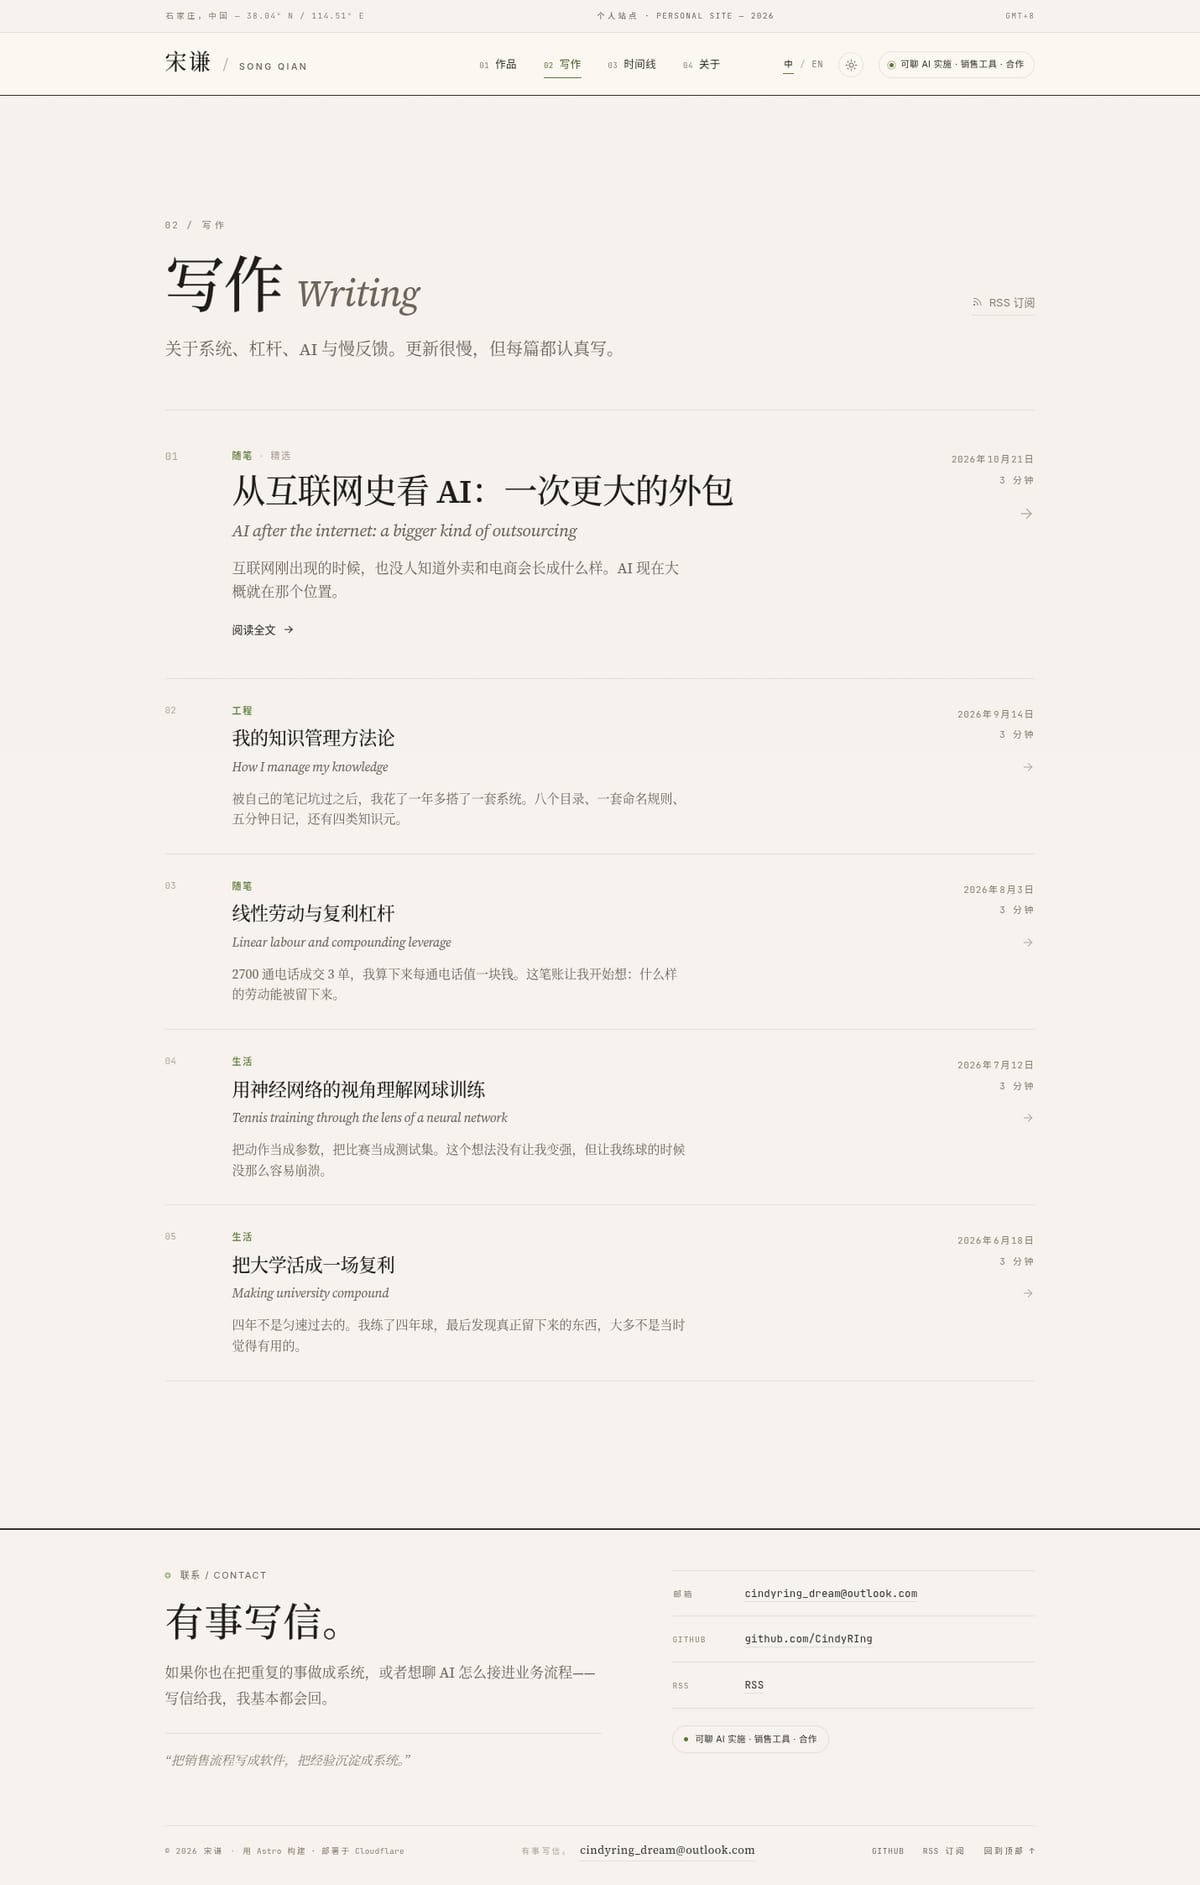 石家庄, 中国 — 38.04° N / 114.51° E
个人站点 · PERSONAL SITE — 2026
GMT+8
宋谦 / SONG QIAN
01 作品
02 写作
03 时间线
04 关于
中 / EN
可聊 AI 实施 · 销售工具 · 合作
02 / 写作
写作 Writing
RSS 订阅
关于系统、杠杆、AI 与慢反馈。更新很慢，但每篇都认真写。
01
随笔 · 精选
2026年10月21日
从互联网史看 AI：一次更大的外包
3 分钟
AI after the internet: a bigger kind of outsourcing
→
互联网刚出现的时候，也没人知道外卖和电商会长成什么样。AI 现在大
概就在那个位置。
阅读全文 →
02
工程
2026年9月14日
我的知识管理方法论
3 分钟
How I manage my knowledge
→
被自己的笔记坑过之后，我花了一年多搭了一套系统。八个目录、一套命名规则、
五分钟日记，还有四类知识元。
03
随笔
2026年8月3日
线性劳动与复利杠杆
3 分钟
Linear labour and compounding leverage
→
2700 通电话成交 3 单，我算下来每通电话值一块钱。这笔账让我开始想：什么样
的劳动能被留下来。
04
生活
2026年7月12日
用神经网络的视角理解网球训练
3 分钟
Tennis training through the lens of a neural network
→
把动作当成参数，把比赛当成测试集。这个想法没有让我变强，但让我练球的时候
没那么容易崩溃。
05
生活
2026年6月18日
把大学活成一场复利
3 分钟
Making university compound
→
四年不是匀速过去的。我练了四年球，最后发现真正留下来的东西，大多不是当时
觉得有用的。
联系 / CONTACT
有事写信。
如果你也在把重复的事做成系统，或者想聊 AI 怎么接进业务流程——
写信给我，我基本都会回。
“把销售流程写成软件，把经验沉淀成系统。”
邮箱 cindyring_dream@outlook.com
GITHUB github.com/CindyRIng
RSS RSS
可聊 AI 实施 · 销售工具 · 合作
© 2026 宋谦 · 用 Astro 构建 · 部署于 Cloudflare
有事写信。 cindyring_dream@outlook.com
GITHUB RSS 订阅 回到顶部 ↑